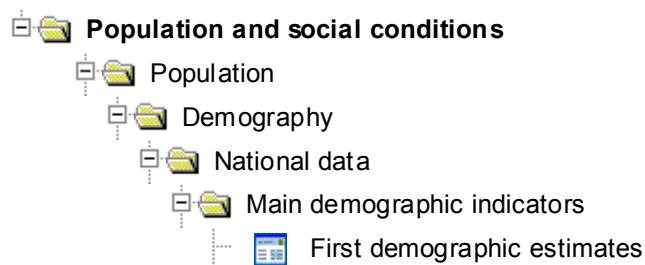 Population and social conditions
Population
Demography
National data
Main demographic indicators
First demographic estimates